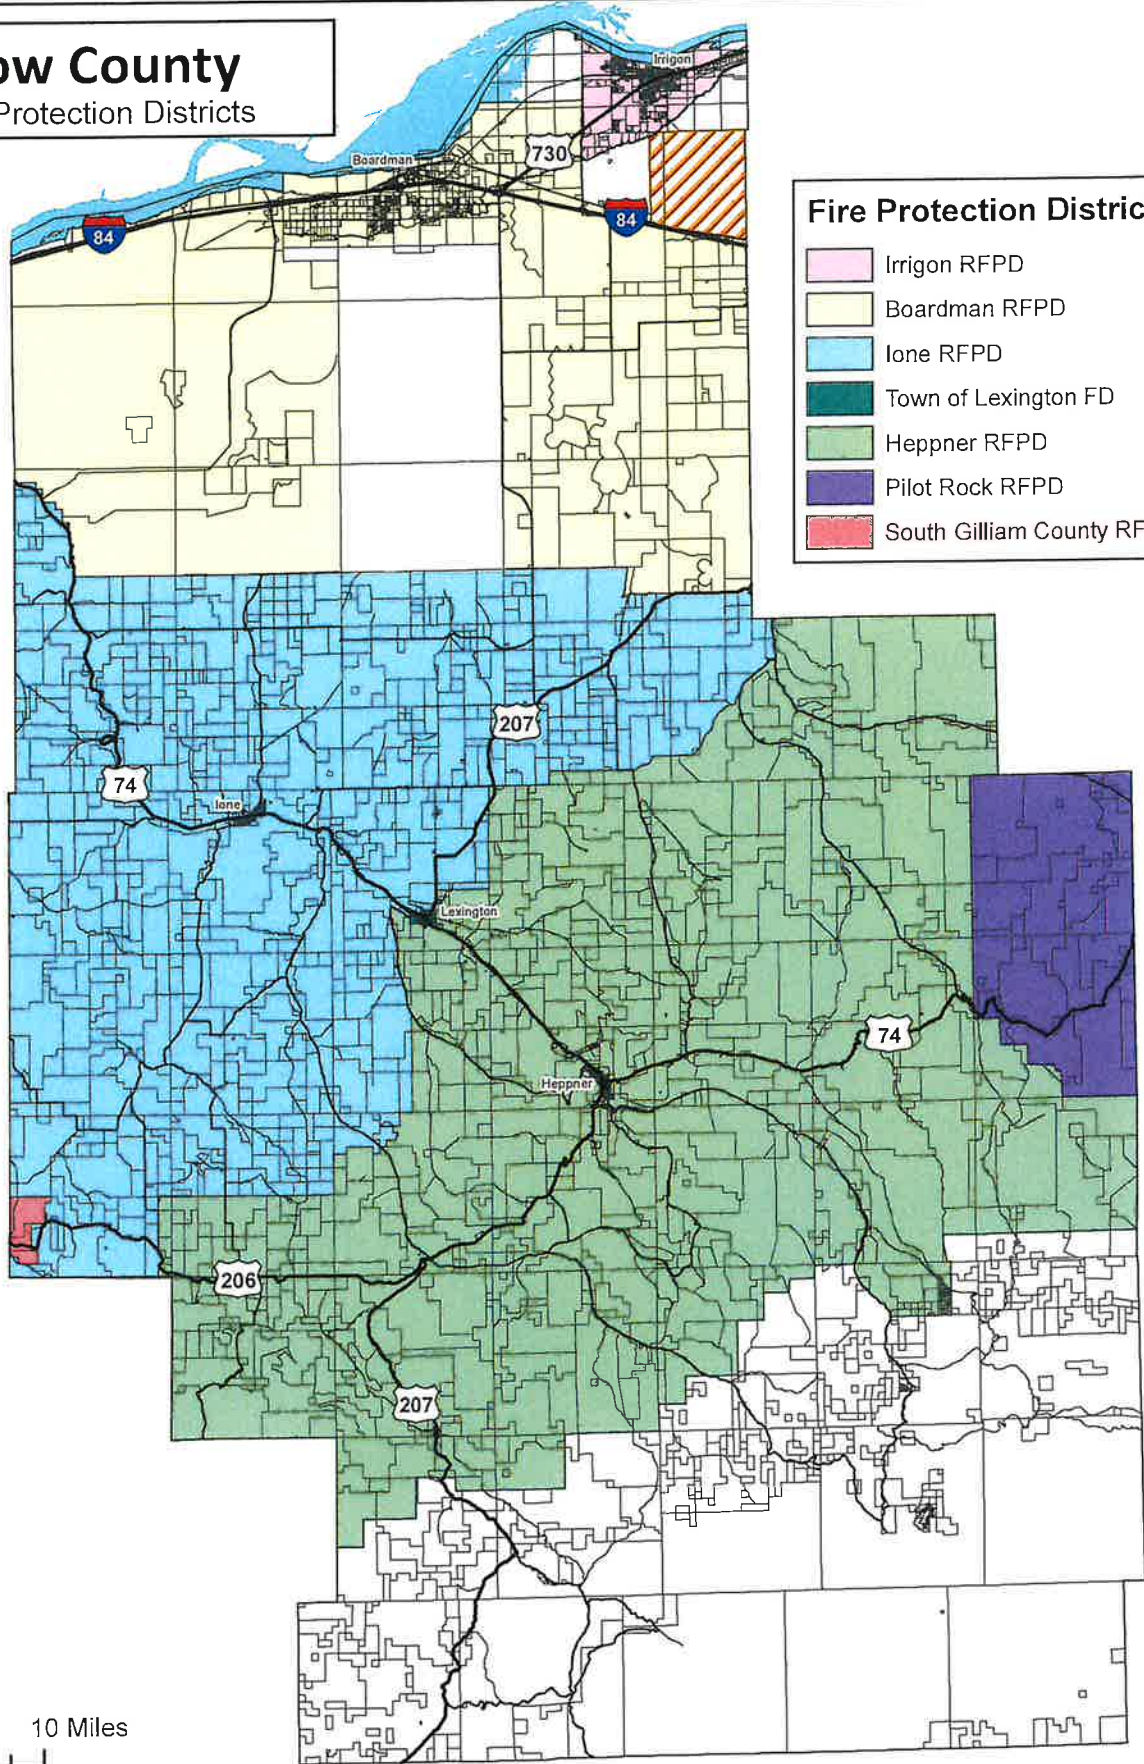 ow County
Protection Districts
Irrigon
730
Boardman
84
84
Fire Protection Distric
Irrigon RFPD
Boardman RFPD
Ione RFPD
Town of Lexington FD
Heppner RFPD
Pilot Rock RFPD
South Gilliam County RF
207
74
Ione
Lexington
74
Heppner
206
207
10 Miles